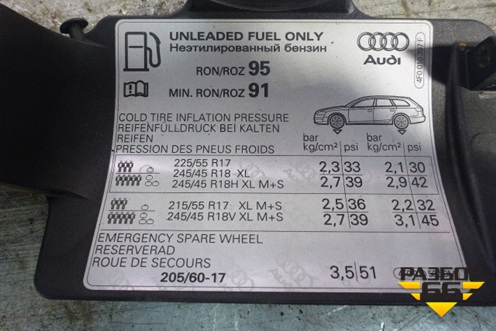 UNLEADED FUEL ONLY
Неэтилированный бензин
Audi
RON/ROZ 95
MIN. RON/ROZ 91
COLD TIRE INFLATION PRESSURE
REIFENFÜLLDRUCK BEI KALTEN
REIFEN
PRESSION DES PNEUS FROIDS
bar kg/cm² psi bar kg/cm² psi
225/55 R17
245/45 R18 XL 2,3 33 2,1 30
245/45 R18H XL M+S 2,7 39 2,9 42
215/55 R17 XL M+S 2,5 36 2,2 32
245/45 R18V XL M+S 2,7 39 3,1 45
EMERGENCY SPARE WHEEL
RESERVERAD
ROUE DE SECOURS
205/60-17 3,5 51
РАЗБОР
66